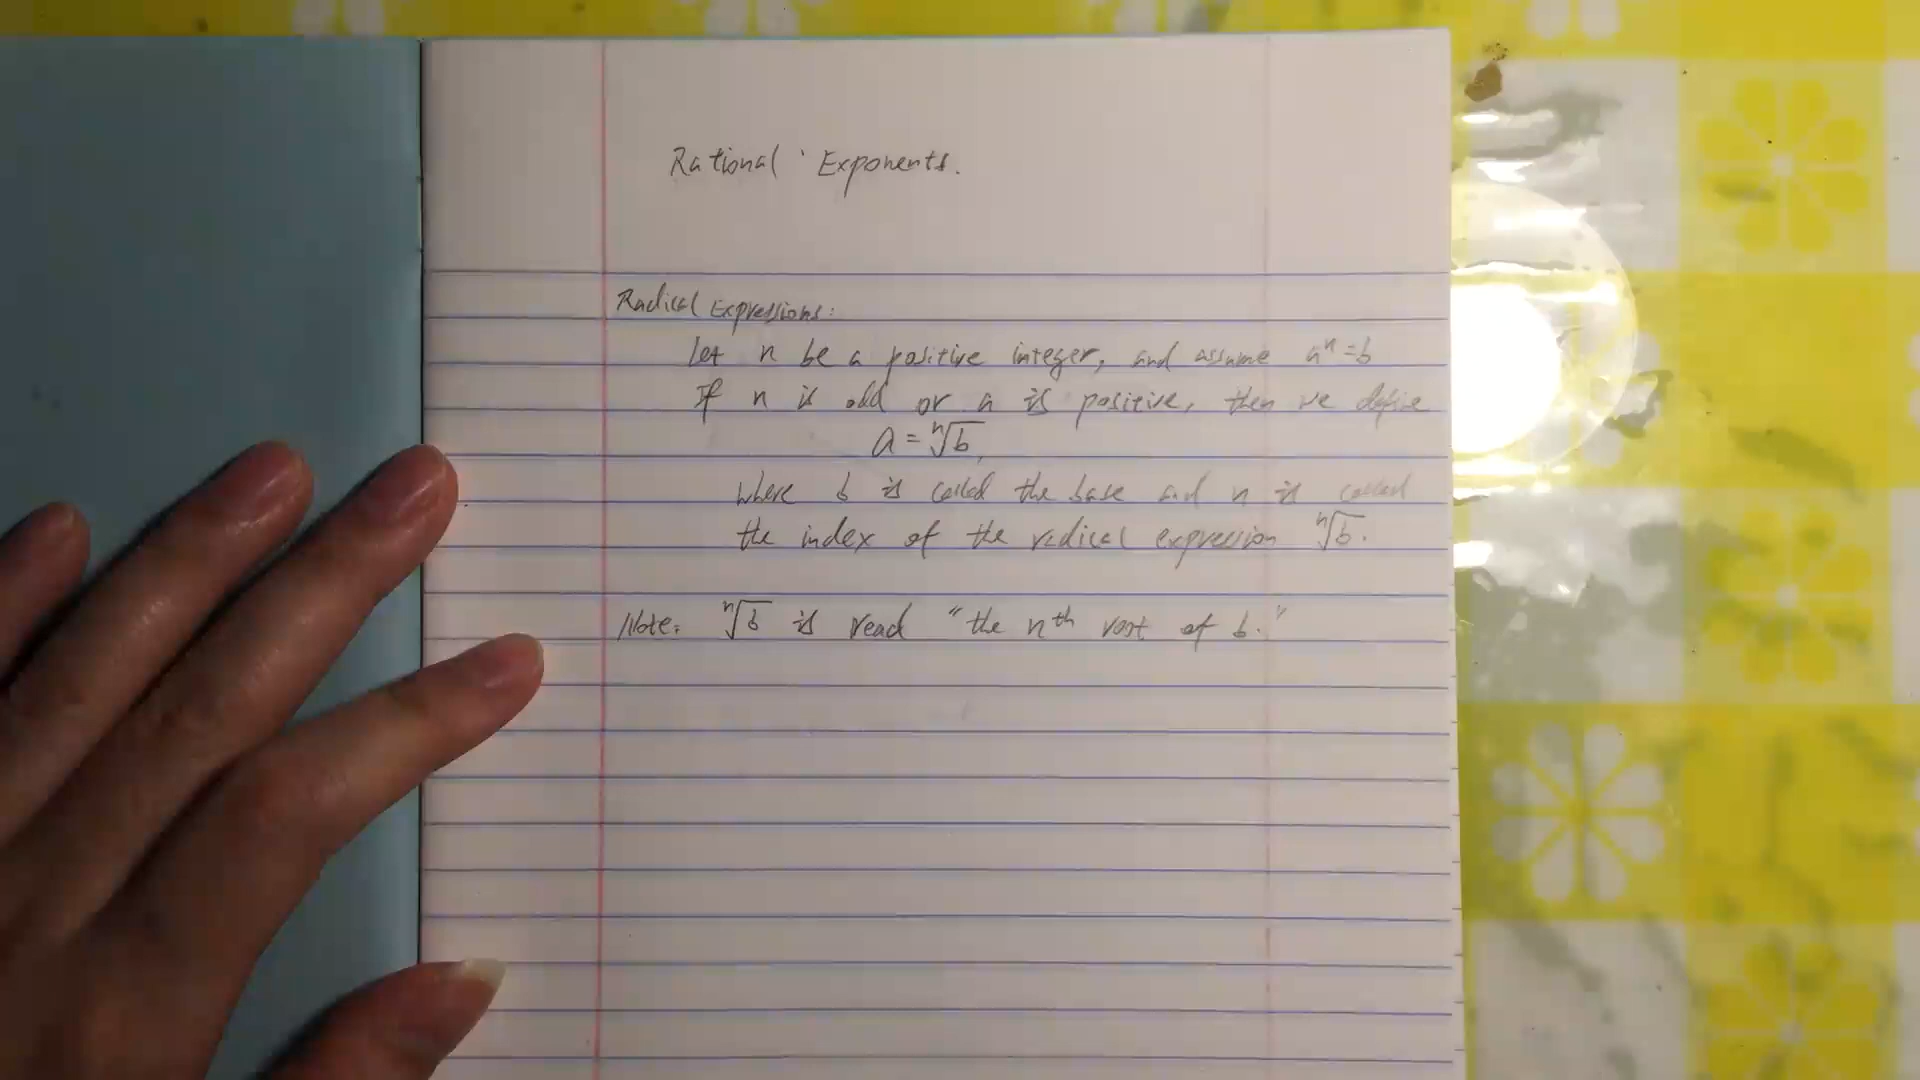 Rational Exponents.
Radical Expressions:
Let n be a positive integer, and assume aⁿ=b
If n is odd or a is positive, then we define
a = ⁿ√b,
where b is called the base and n is called
the index of the radical expression ⁿ√b.
Note: ⁿ√b is read "the nᵗʰ root of b."